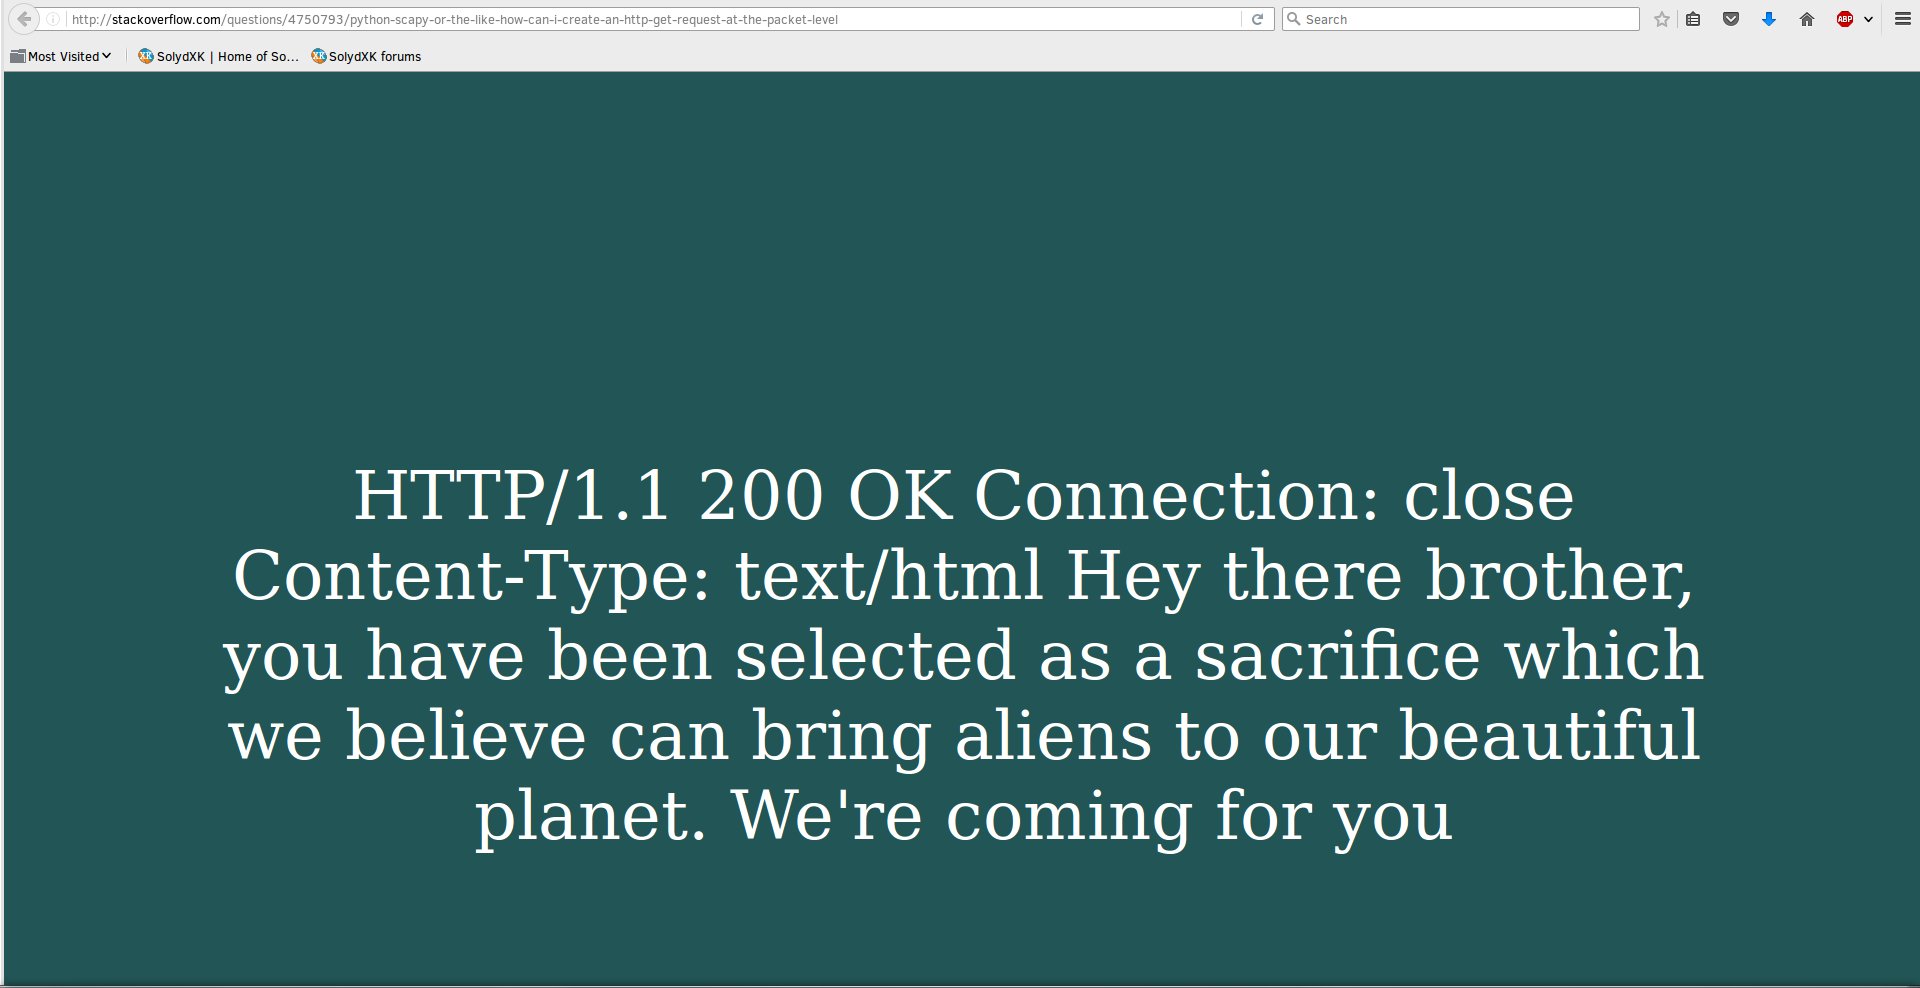 http://stackoverflow.com/questions/4750793/python-scapy-or-the-like-how-can-i-create-an-http-get-request-at-the-packet-level
Search
ABP
Most Visited
XK SolydXK | Home of So...
XK SolydXK forums
HTTP/1.1 200 OK Connection: close
Content-Type: text/html Hey there brother,
you have been selected as a sacrifice which
we believe can bring aliens to our beautiful
planet. We're coming for you